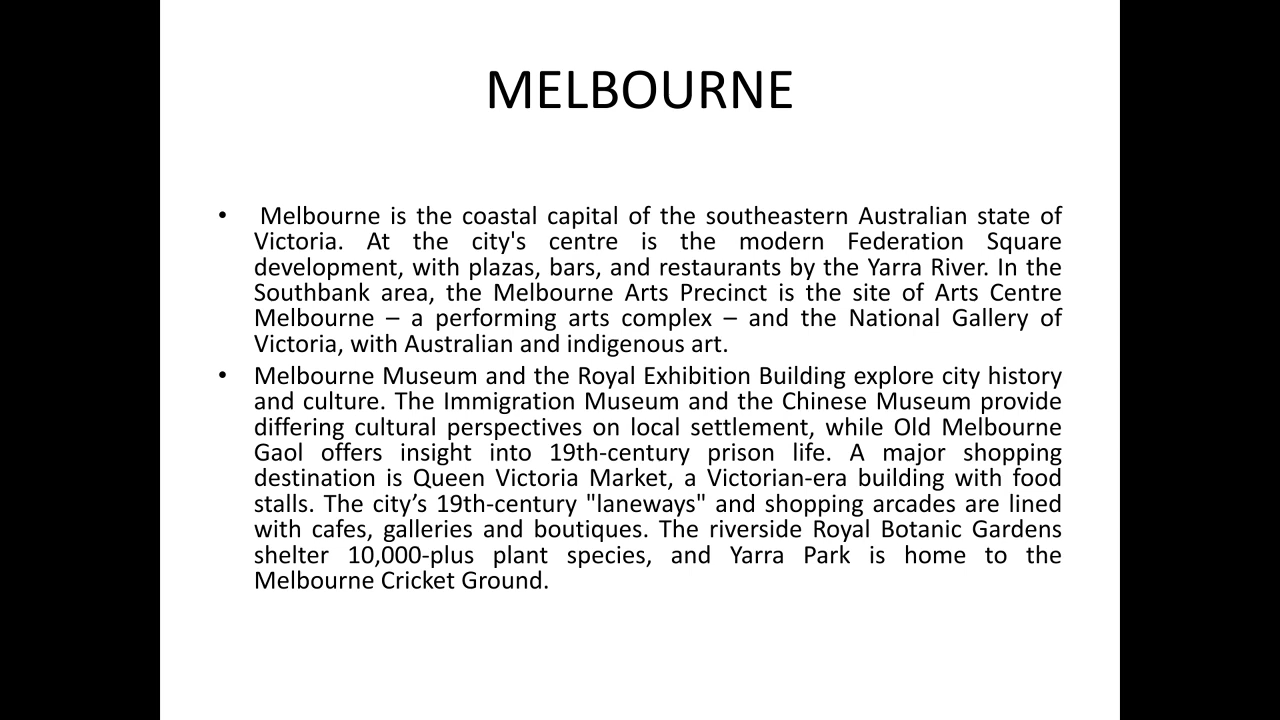 MELBOURNE
• Melbourne is the coastal capital of the southeastern Australian state of
Victoria. At the city's centre is the modern Federation Square
development, with plazas, bars, and restaurants by the Yarra River. In the
Southbank area, the Melbourne Arts Precinct is the site of Arts Centre
Melbourne – a performing arts complex – and the National Gallery of
Victoria, with Australian and indigenous art.
• Melbourne Museum and the Royal Exhibition Building explore city history
and culture. The Immigration Museum and the Chinese Museum provide
differing cultural perspectives on local settlement, while Old Melbourne
Gaol offers insight into 19th-century prison life. A major shopping
destination is Queen Victoria Market, a Victorian-era building with food
stalls. The city’s 19th-century "laneways" and shopping arcades are lined
with cafes, galleries and boutiques. The riverside Royal Botanic Gardens
shelter 10,000-plus plant species, and Yarra Park is home to the
Melbourne Cricket Ground.